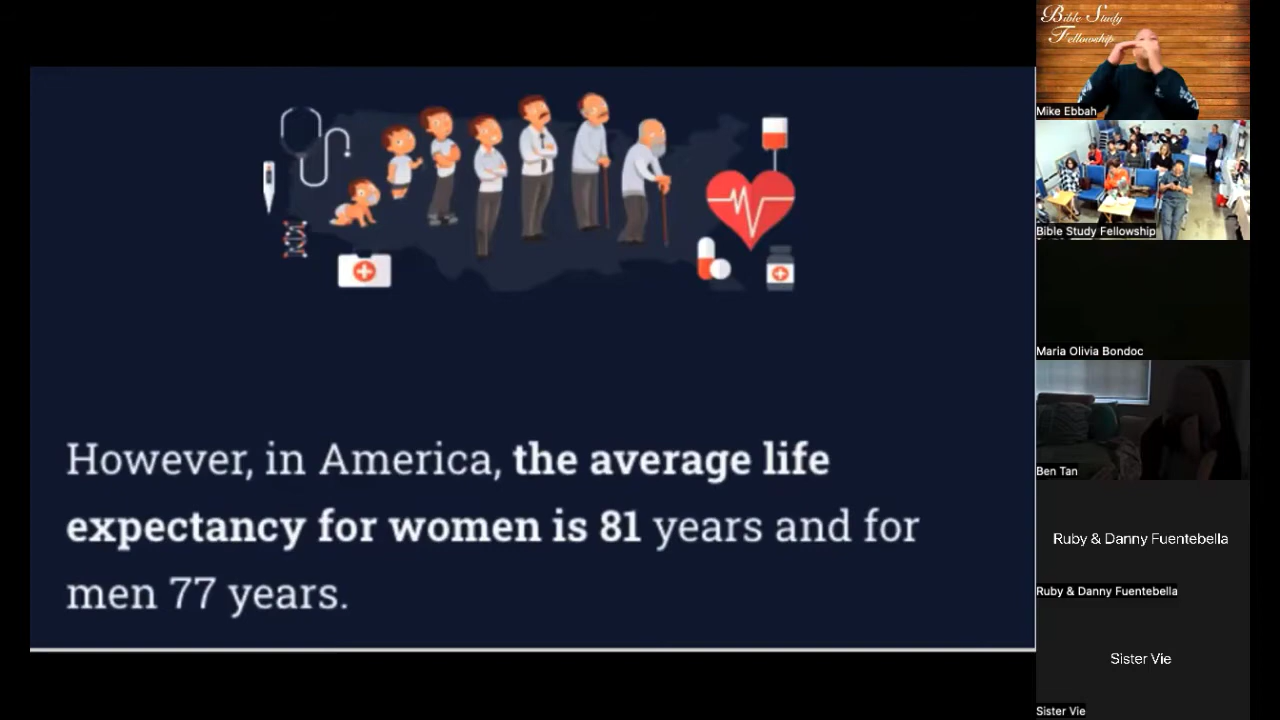 However, in America, the average life
expectancy for women is 81 years and for
men 77 years.
Bible Study
Fellowship
Mike Ebbah
Bible Study Fellowship
Maria Olivia Bondoc
Ben Tan
Ruby & Danny Fuentebella
Ruby & Danny Fuentebella
Sister Vie
Sister Vie